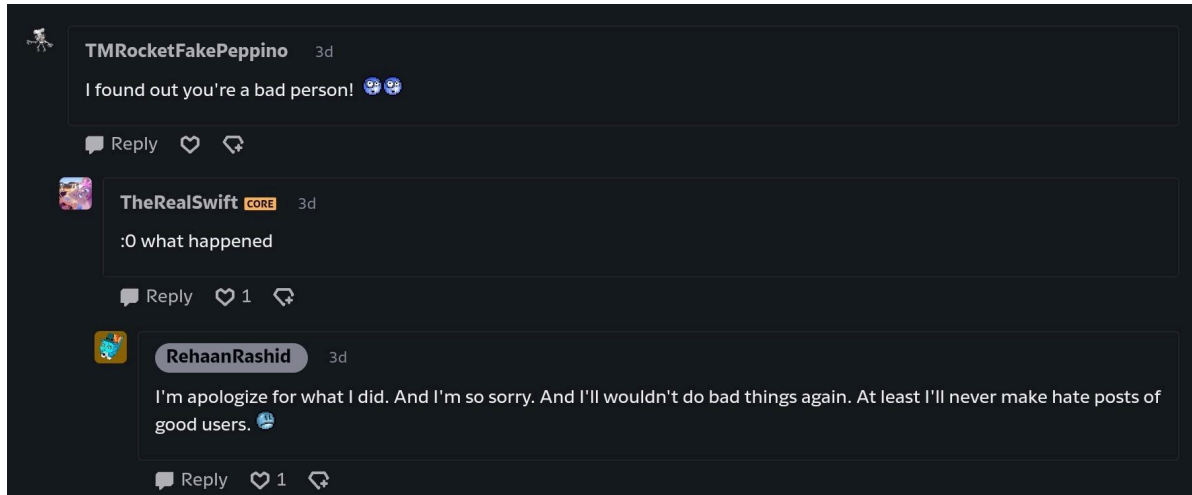 TMRocketFakePeppino 3d
I found out you're a bad person!
Reply
TheRealSwift CORE 3d
:0 what happened
Reply 1
RehaanRashid 3d
I'm apologize for what I did. And I'm so sorry. And I'll wouldn't do bad things again. At least I'll never make hate posts of
good users.
Reply 1